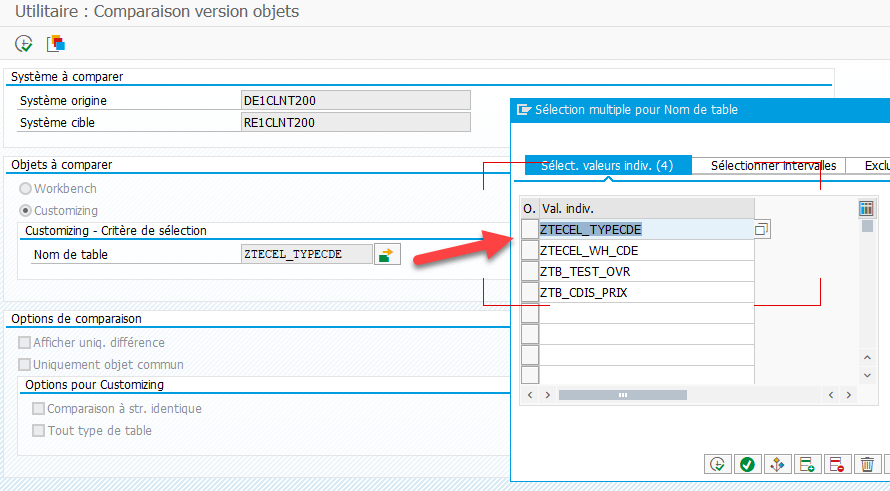 Utilitaire : Comparaison version objets
Système à comparer
Système origine DE1CLNT200
Système cible RE1CLNT200
Objets à comparer
Workbench
Customizing
Customizing - Critère de sélection
Nom de table ZTECEL_TYPECDE
Options de comparaison
Afficher uniq. différence
Uniquement objet commun
Options pour Customizing
Comparaison à str. identique
Tout type de table
Sélection multiple pour Nom de table
Sélect. valeurs indiv. (4) Sélectionner intervalles Exclu
O. Val. indiv.
ZTECEL_TYPECDE
ZTECEL_WH_CDE
ZTB_TEST_OVR
ZTB_CDIS_PRIX